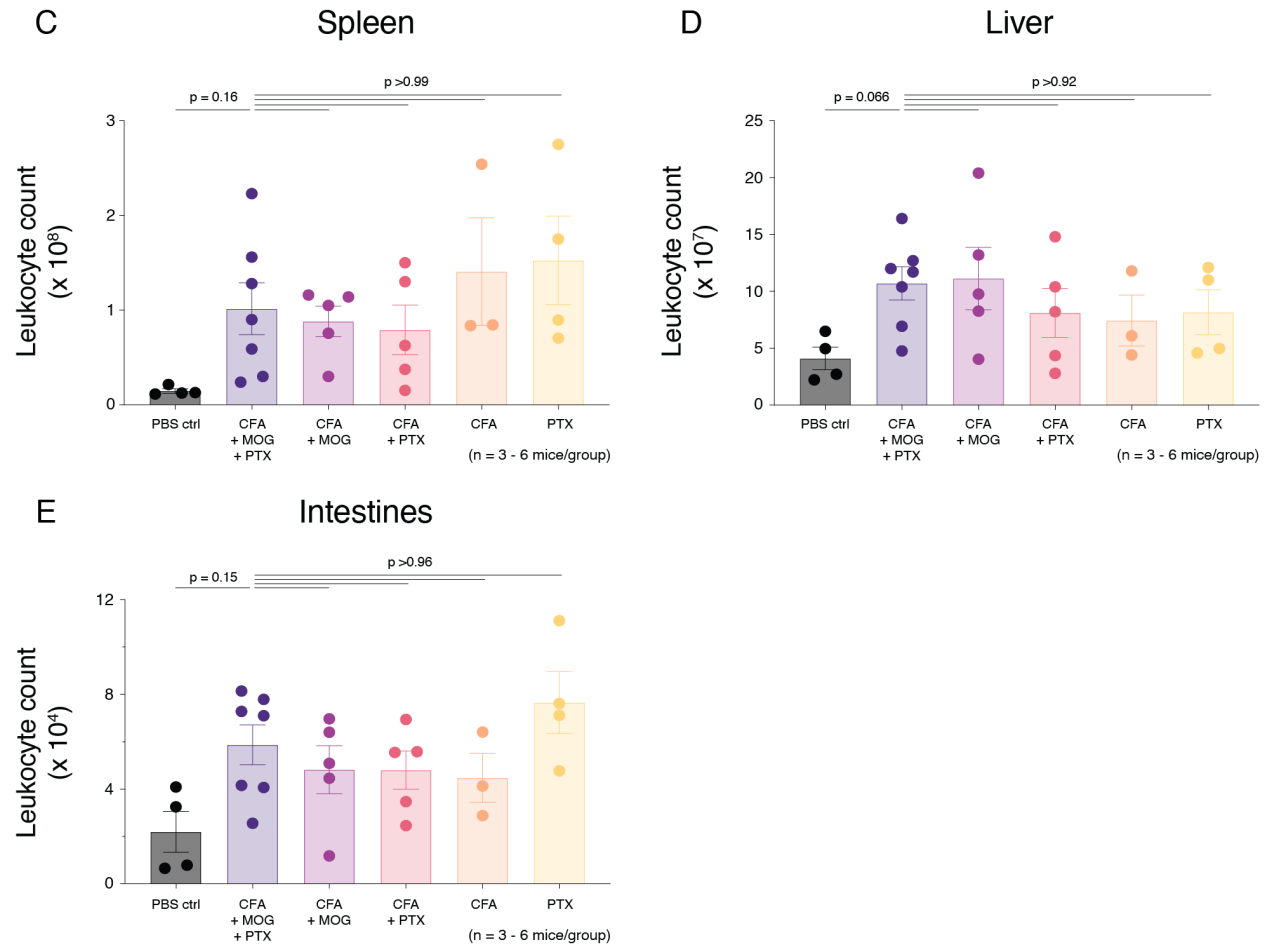 C
Spleen
p >0.99
p = 0.16
Leukocyte count
(x 10⁸)
3
2
1
0
PBS ctrl
CFA
+ MOG
+ PTX
CFA
+ MOG
CFA
+ PTX
CFA
PTX
(n = 3 - 6 mice/group)
D
Liver
p >0.92
p = 0.066
Leukocyte count
(x 10⁷)
25
20
15
10
5
0
PBS ctrl
CFA
+ MOG
+ PTX
CFA
+ MOG
CFA
+ PTX
CFA
PTX
(n = 3 - 6 mice/group)
E
Intestines
p >0.96
p = 0.15
Leukocyte count
(x 10⁴)
12
8
4
0
PBS ctrl
CFA
+ MOG
+ PTX
CFA
+ MOG
CFA
+ PTX
CFA
PTX
(n = 3 - 6 mice/group)